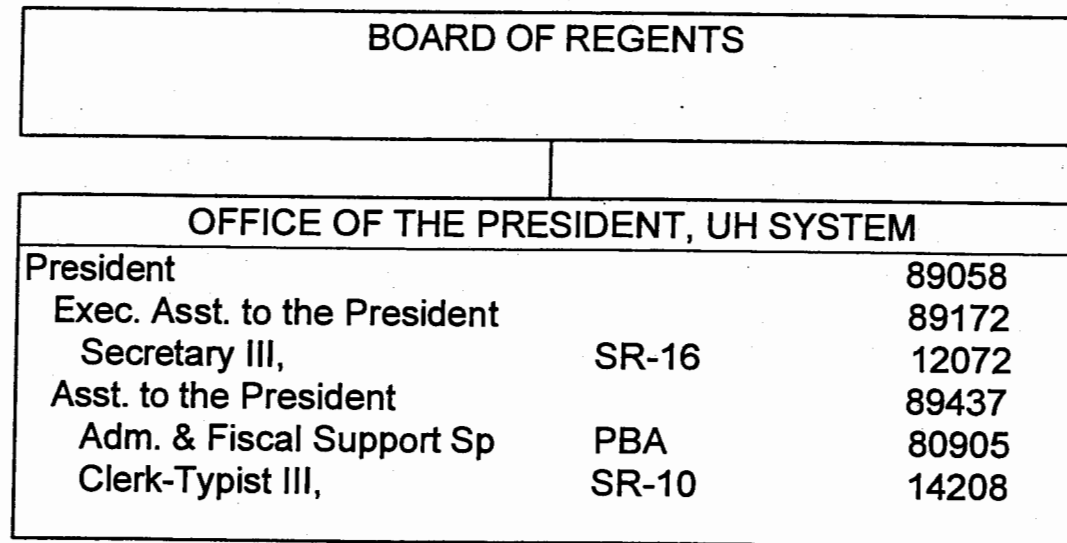 BOARD OF REGENTS
OFFICE OF THE PRESIDENT, UH SYSTEM
President 89058
Exec. Asst. to the President 89172
Secretary III, SR-16 12072
Asst. to the President 89437
Adm. & Fiscal Support Sp PBA 80905
Clerk-Typist III, SR-10 14208